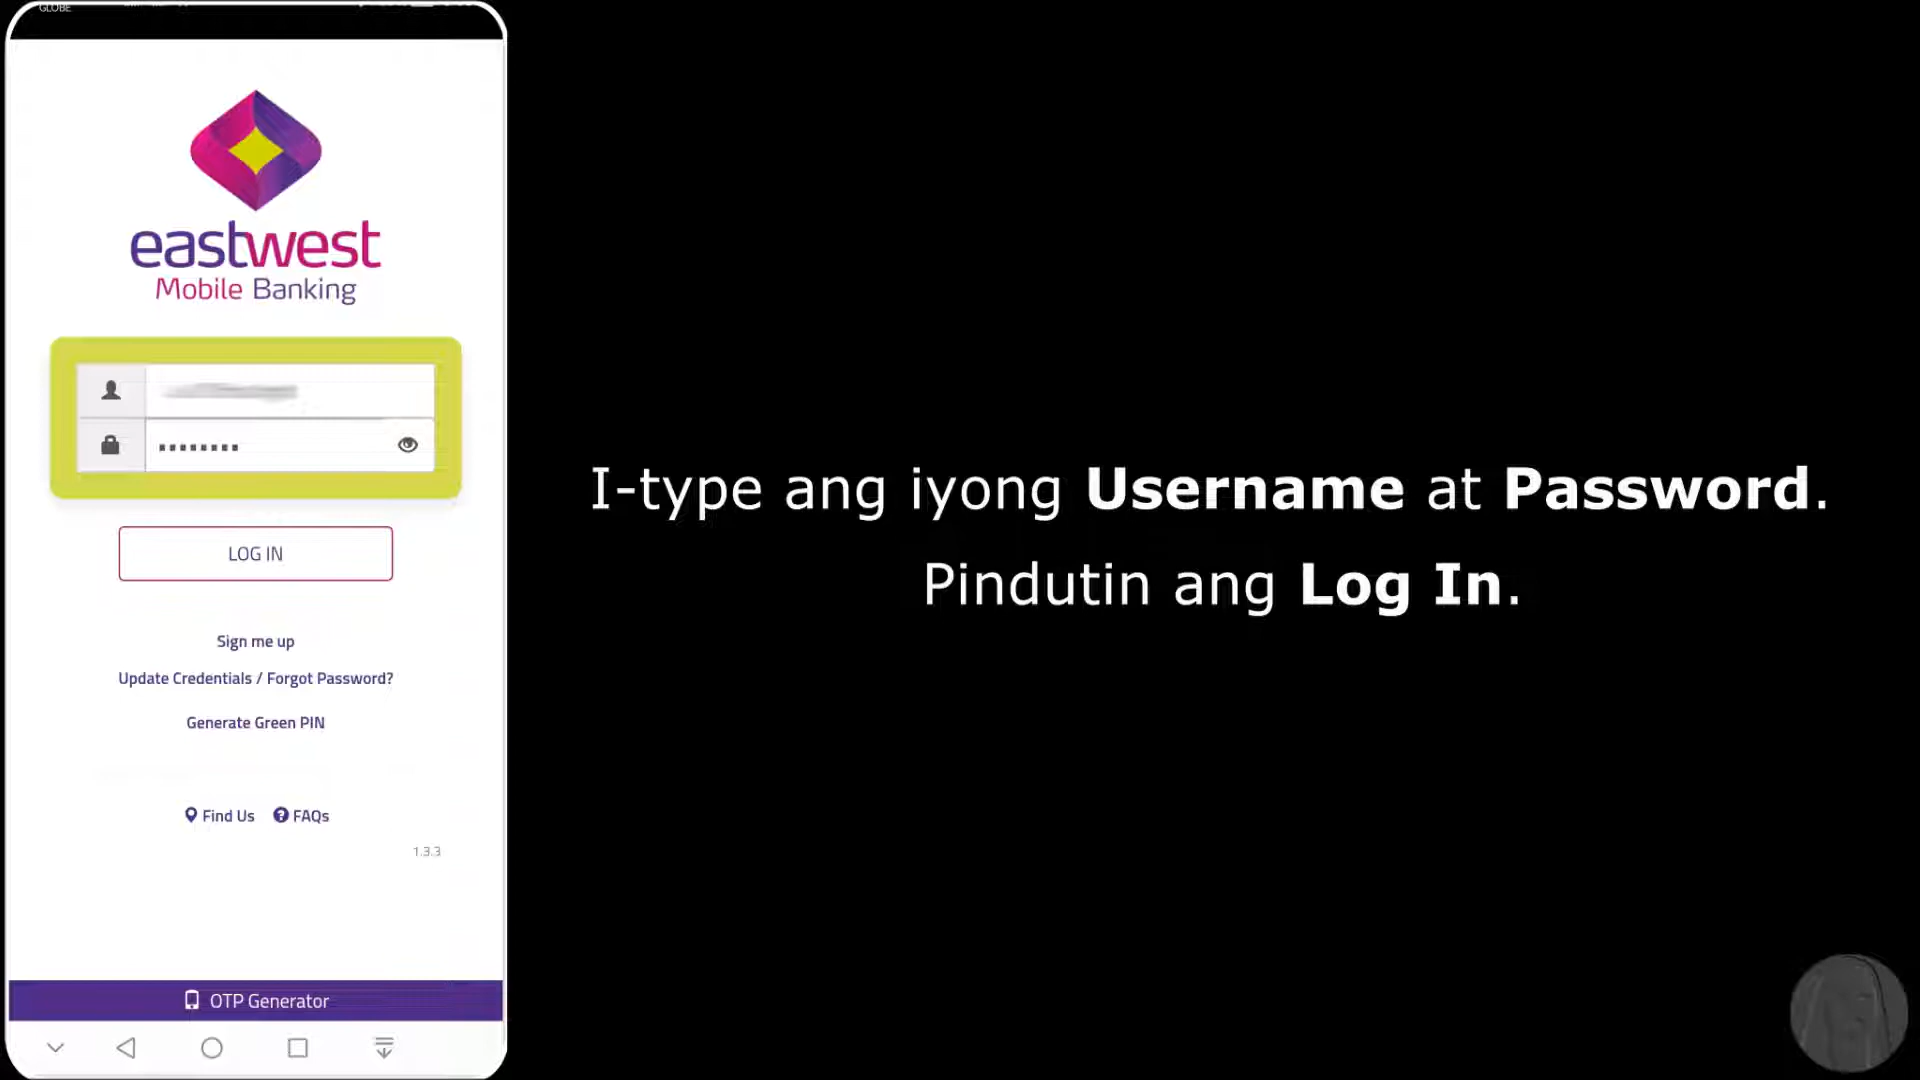 GLOBE
eastwest
Mobile Banking
LOG IN
Sign me up
Update Credentials / Forgot Password?
Generate Green PIN
Find Us FAQs
1.3.3
OTP Generator
I-type ang iyong Username at Password.
Pindutin ang Log In.